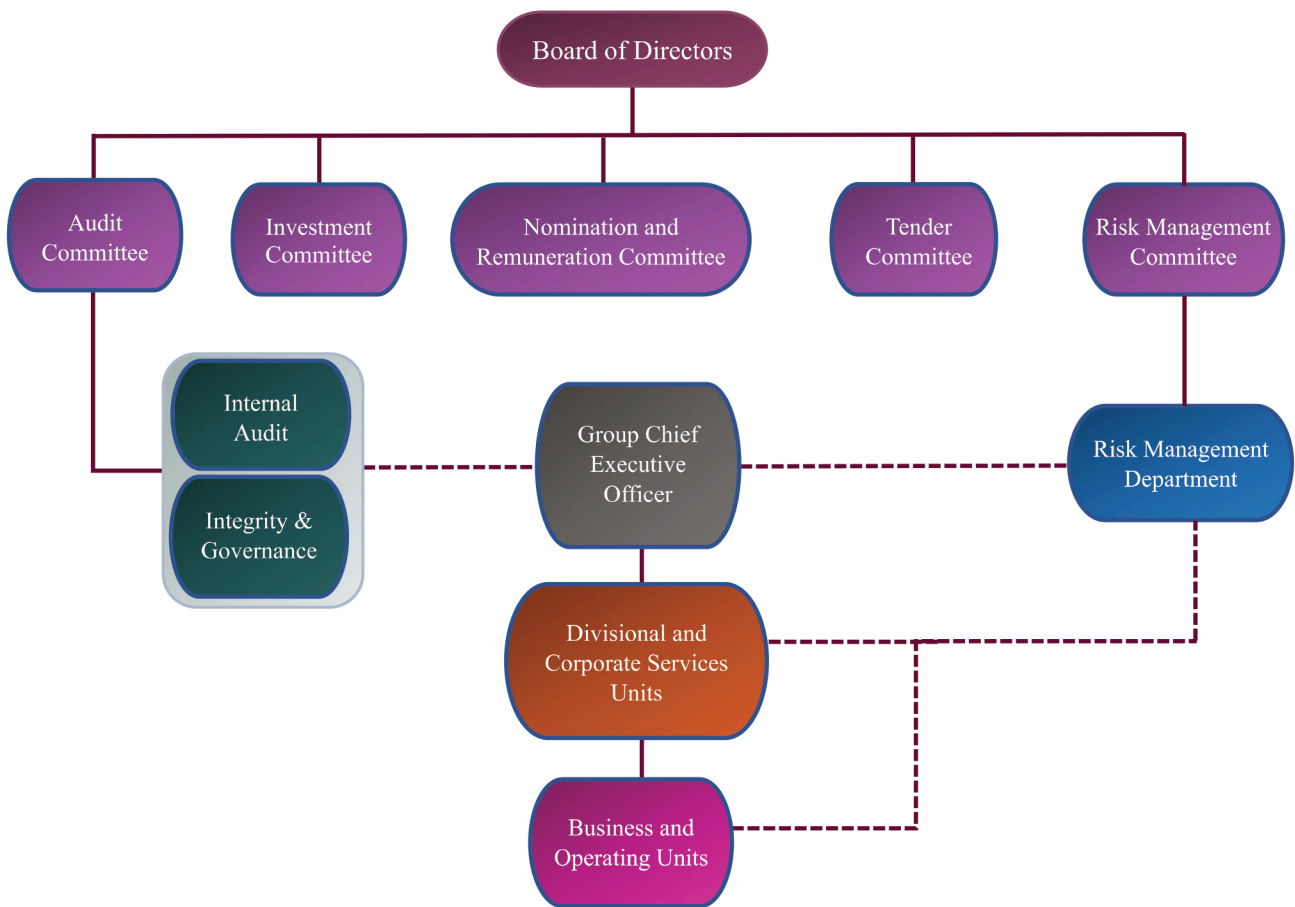 Board of Directors
Audit
Committee
Investment
Committee
Nomination and
Remuneration Committee
Tender
Committee
Risk Management
Committee
Internal
Audit
Integrity &
Governance
Group Chief
Executive
Officer
Risk Management
Department
Divisional and
Corporate Services
Units
Business and
Operating Units